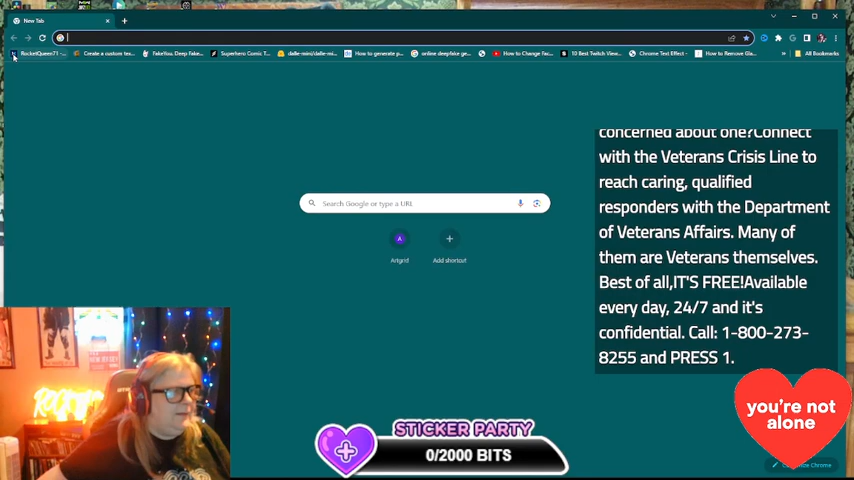 New Tab
RocketQueen71 -...
Create a custom tes...
FakeYou. Deep Fake...
Superhero Comic T...
dalle-mini/dalle-mi...
How to generate p...
online deepfake ge...
How to Change Fac...
10 Best Twitch View...
Chrome Text Effect -
How to Remove Gla...
All Bookmarks
concerned about one?Connect
with the Veterans Crisis Line to
reach caring, qualified
responders with the Department
of Veterans Affairs. Many of
them are Veterans themselves.
Best of all,IT'S FREE!Available
every day, 24/7 and it's
confidential. Call: 1-800-273-
8255 and PRESS 1.
Search Google or type a URL
A
Artgrid
Add shortcut
you're not
alone
STICKER PARTY
0/2000 BITS
Chrome